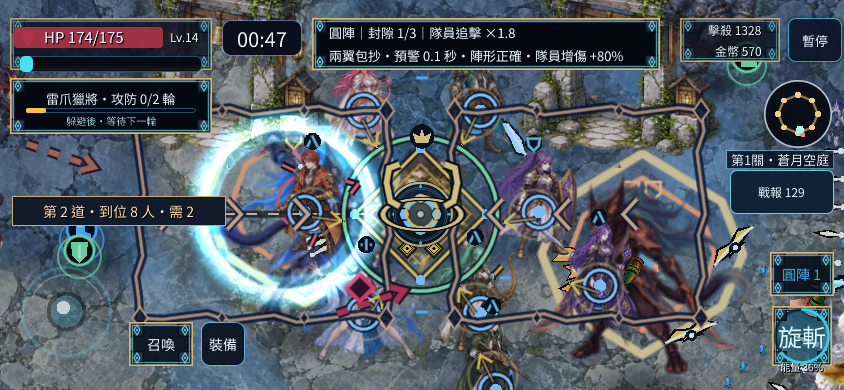 HP 174/175
Lv.14
00:47
圓陣｜封隙 1/3｜隊員追擊 ×1.8
兩翼包抄・預警 0.1 秒・陣形正確・隊員增傷 +80%
擊殺 1328
金幣 570
暫停
雷爪獵將・攻防 0/2 輪
躲避後・等待下一輪
第1關・蒼月空庭
戰報 129
第 2 道・到位 8 人・需 2
圓陣 1
召喚
裝備
旋斬
能量 26%